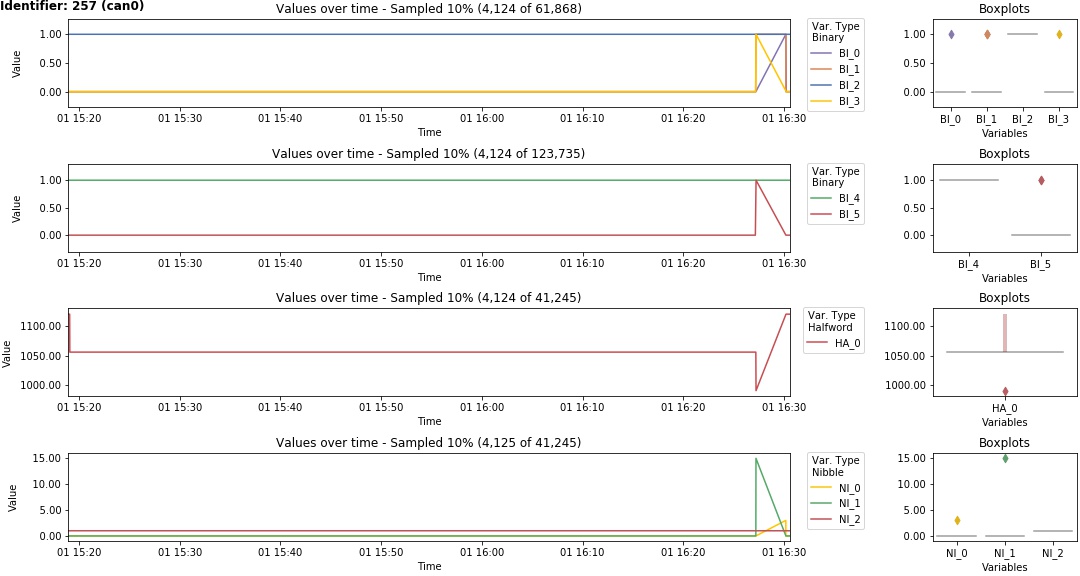 Identifier: 257 (can0)
Values over time - Sampled 10% (4,124 of 61,868)
Boxplots
Value
1.00
0.50
0.00
01 15:20 01 15:30 01 15:40 01 15:50 01 16:00 01 16:10 01 16:20 01 16:30
Time
Var. Type
Binary
BI_0
BI_1
BI_2
BI_3
1.00
0.50
0.00
BI_0 BI_1 BI_2 BI_3
Variables
Values over time - Sampled 10% (4,124 of 123,735)
Boxplots
Value
1.00
0.50
0.00
01 15:20 01 15:30 01 15:40 01 15:50 01 16:00 01 16:10 01 16:20 01 16:30
Time
Var. Type
Binary
BI_4
BI_5
1.00
0.50
0.00
BI_4 BI_5
Variables
Values over time - Sampled 10% (4,124 of 41,245)
Boxplots
Value
1100.00
1050.00
1000.00
01 15:20 01 15:30 01 15:40 01 15:50 01 16:00 01 16:10 01 16:20 01 16:30
Time
Var. Type
Halfword
HA_0
1100.00
1050.00
1000.00
HA_0
Variables
Values over time - Sampled 10% (4,125 of 41,245)
Boxplots
Value
15.00
10.00
5.00
0.00
01 15:20 01 15:30 01 15:40 01 15:50 01 16:00 01 16:10 01 16:20 01 16:30
Time
Var. Type
Nibble
NI_0
NI_1
NI_2
15.00
10.00
5.00
0.00
NI_0 NI_1 NI_2
Variables